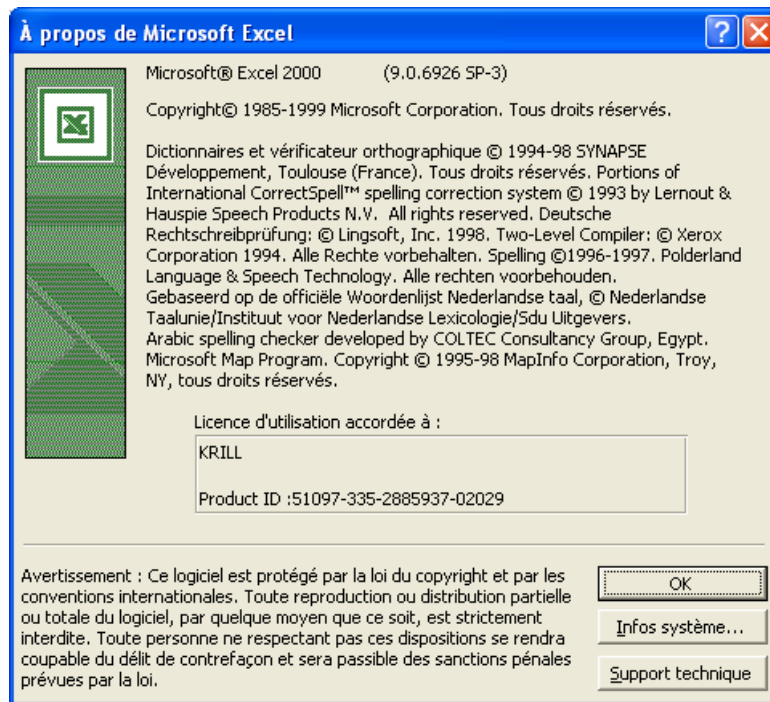 À propos de Microsoft Excel
Microsoft® Excel 2000 (9.0.6926 SP-3)
Copyright© 1985-1999 Microsoft Corporation. Tous droits réservés.
Dictionnaires et vérificateur orthographique © 1994-98 SYNAPSE
Développement, Toulouse (France). Tous droits réservés. Portions of
International CorrectSpell™ spelling correction system © 1993 by Lernout &
Hauspie Speech Products N.V. All rights reserved. Deutsche
Rechtschreibprüfung: © Lingsoft, Inc. 1998. Two-Level Compiler: © Xerox
Corporation 1994. Alle Rechte vorbehalten. Spelling ©1996-1997. Polderland
Language & Speech Technology. Alle rechten voorbehouden.
Gebaseerd op de officiële Woordenlijst Nederlandse taal, © Nederlandse
Taalunie/Instituut voor Nederlandse Lexicologie/Sdu Uitgevers.
Arabic spelling checker developed by COLTEC Consultancy Group, Egypt.
Microsoft Map Program. Copyright © 1995-98 MapInfo Corporation, Troy,
NY, tous droits réservés.
Licence d'utilisation accordée à :
KRILL
Product ID :51097-335-2885937-02029
Avertissement : Ce logiciel est protégé par la loi du copyright et par les
conventions internationales. Toute reproduction ou distribution partielle
ou totale du logiciel, par quelque moyen que ce soit, est strictement
interdite. Toute personne ne respectant pas ces dispositions se rendra
coupable du délit de contrefaçon et sera passible des sanctions pénales
prévues par la loi.
OK
Infos système...
Support technique